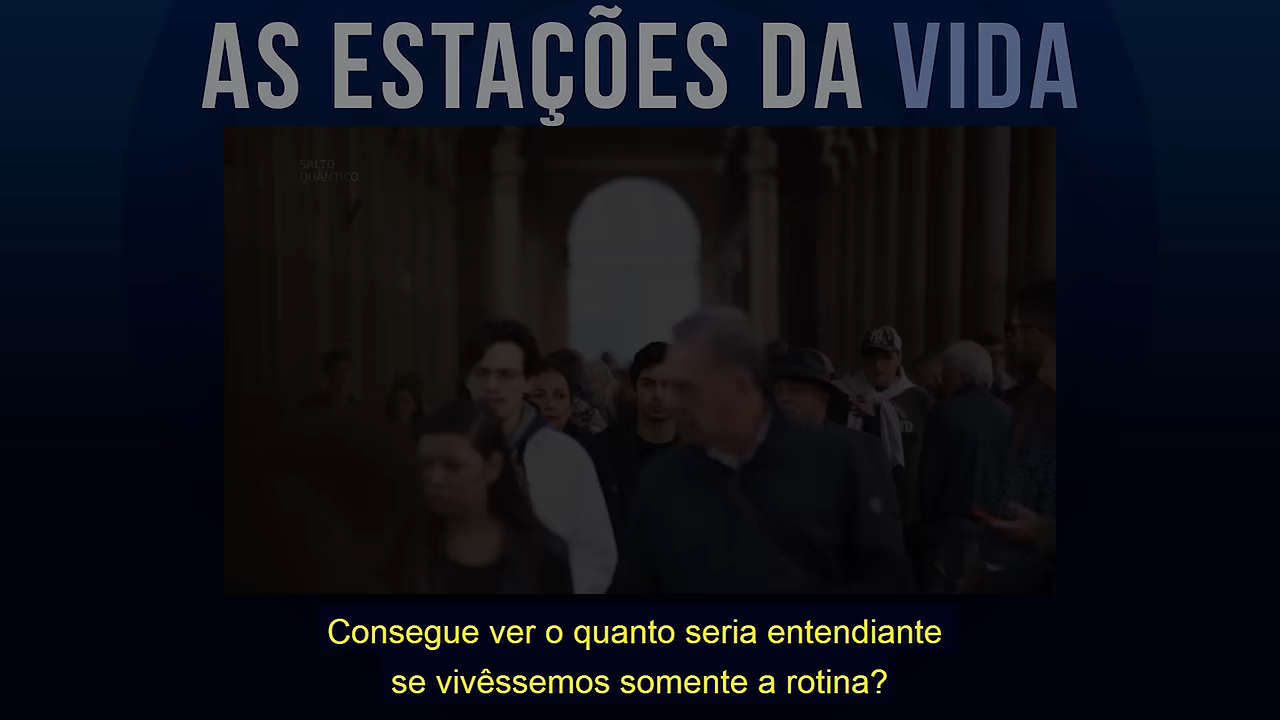 AS ESTAÇÕES DA VIDA
SALTO
QUÂNTICO
Consegue ver o quanto seria entendiante
se vivêssemos somente a rotina?